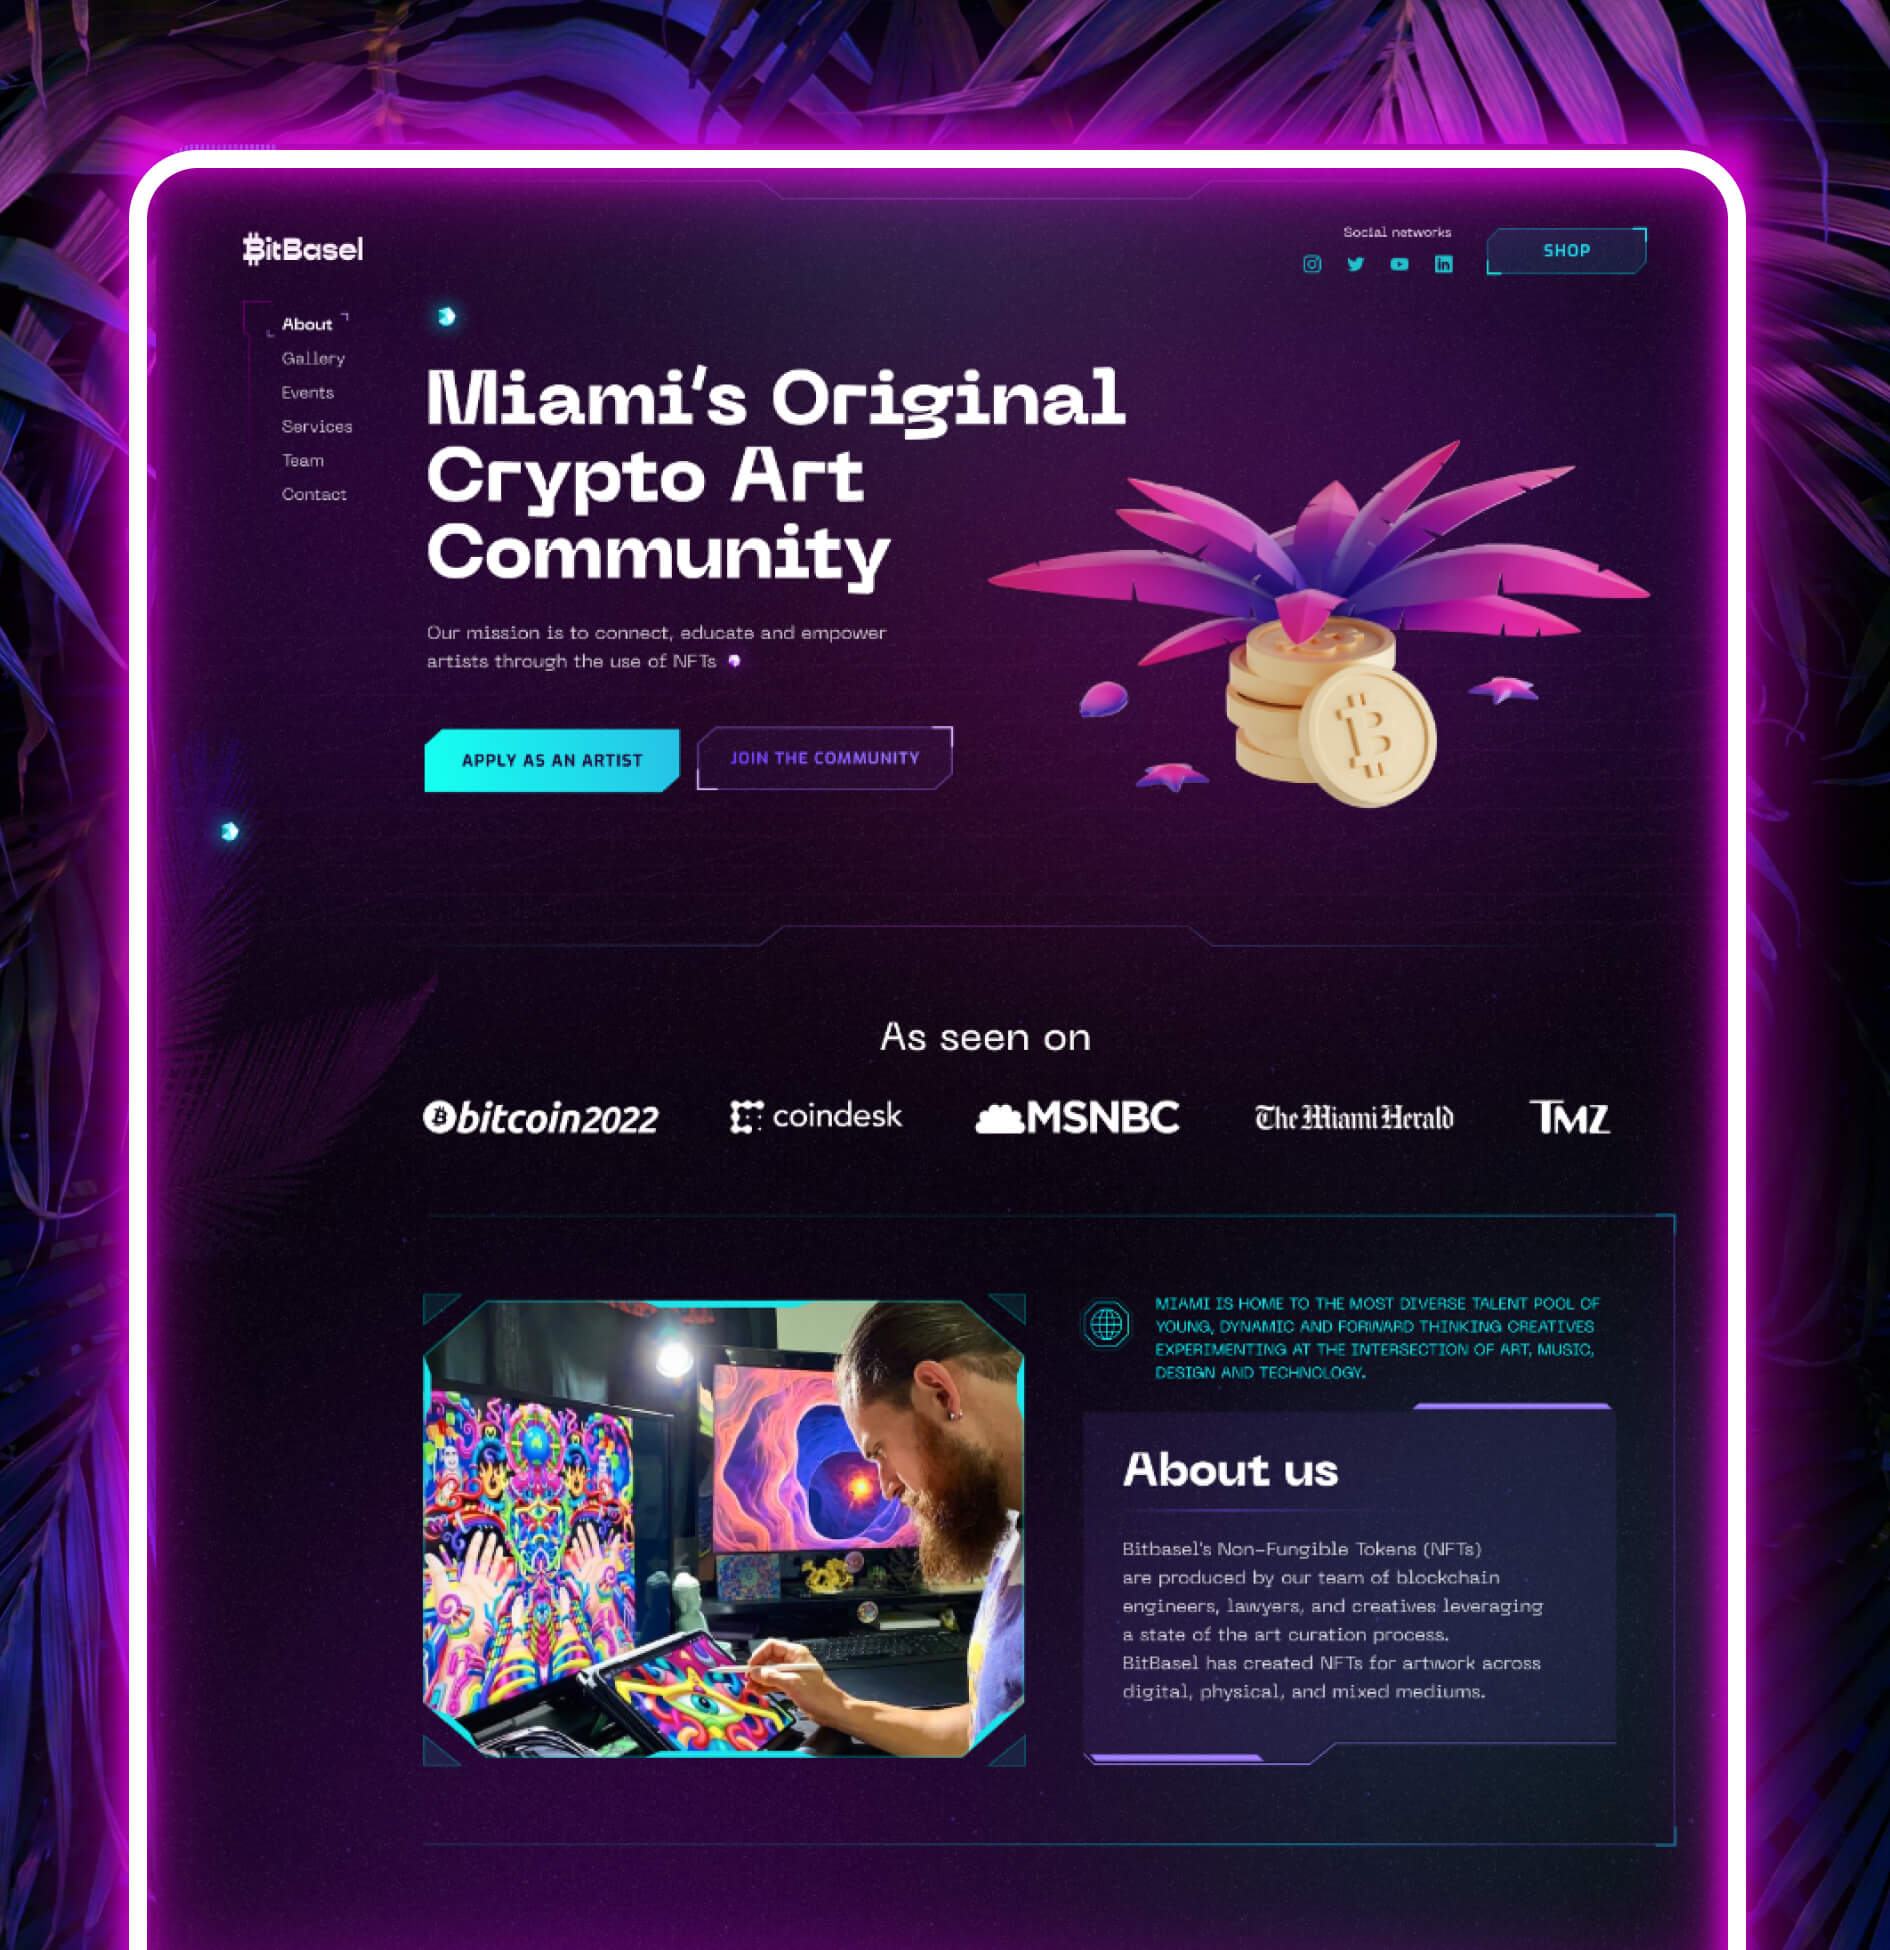 BitBasel
Social networks
SHOP
About
Gallery
Events
Services
Team
Contact
Miami's Original
Crypto Art
Community
Our mission is to connect, educate and empower
artists through the use of NFTs
APPLY AS AN ARTIST
JOIN THE COMMUNITY
As seen on
bitcoin2022
coindesk
MSNBC
The Miami Herald
TMZ
MIAMI IS HOME TO THE MOST DIVERSE TALENT POOL OF
YOUNG, DYNAMIC AND FORWARD THINKING CREATIVES
EXPERIMENTING AT THE INTERSECTION OF ART, MUSIC,
DESIGN AND TECHNOLOGY.
About us
Bitbasel's Non-Fungible Tokens (NFTs)
are produced by our team of blockchain
engineers, lawyers, and creatives leveraging
a state of the art curation process.
BitBasel has created NFTs for artwork across
digital, physical, and mixed mediums.